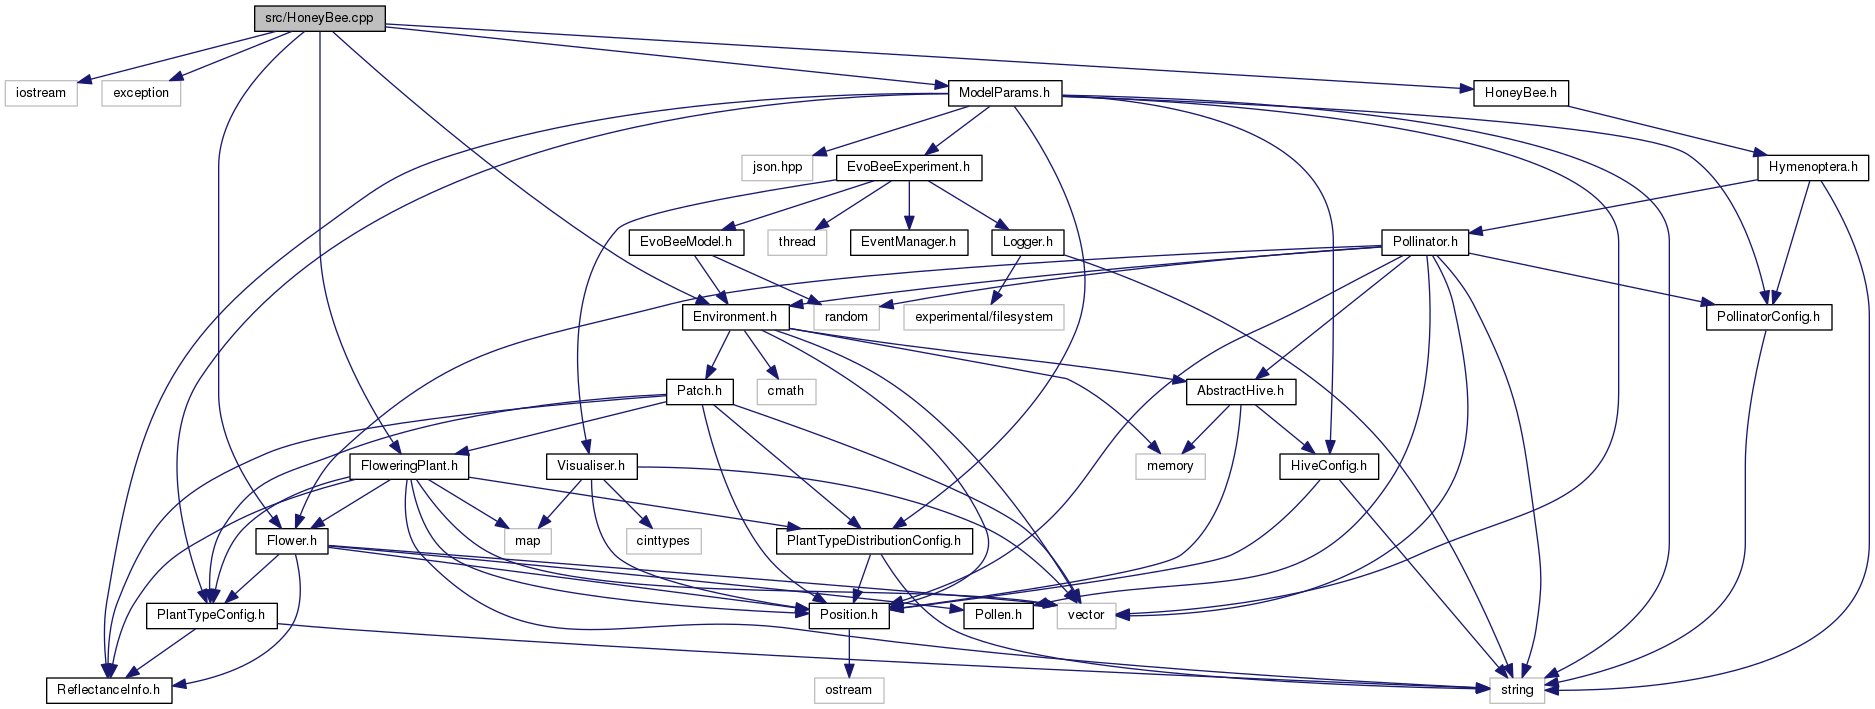 src/HoneyBee.cpp
iostream
exception
ModelParams.h
HoneyBee.h
json.hpp
EvoBeeExperiment.h
Hymenoptera.h
EvoBeeModel.h
thread
EventManager.h
Logger.h
Pollinator.h
Environment.h
random
experimental/filesystem
PollinatorConfig.h
Patch.h
cmath
AbstractHive.h
FloweringPlant.h
Visualiser.h
memory
HiveConfig.h
Flower.h
map
cinttypes
PlantTypeDistributionConfig.h
PlantTypeConfig.h
Position.h
Pollen.h
vector
ReflectanceInfo.h
ostream
string